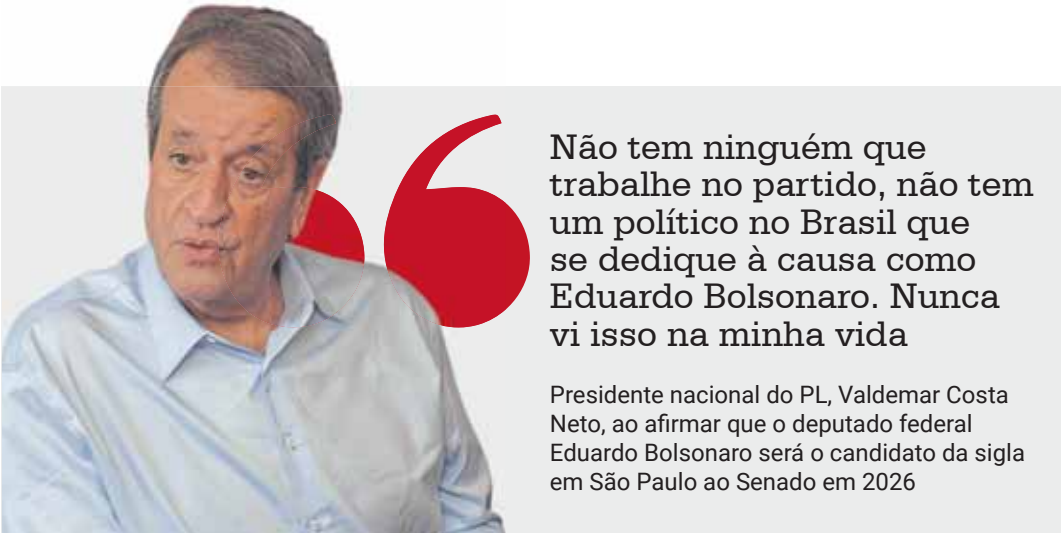 Não tem ninguém que
trabalhe no partido, não tem
um político no Brasil que
se dedique à causa como
Eduardo Bolsonaro. Nunca
vi isso na minha vida
Presidente nacional do PL, Valdemar Costa
Neto, ao afirmar que o deputado federal
Eduardo Bolsonaro será o candidato da sigla
em São Paulo ao Senado em 2026